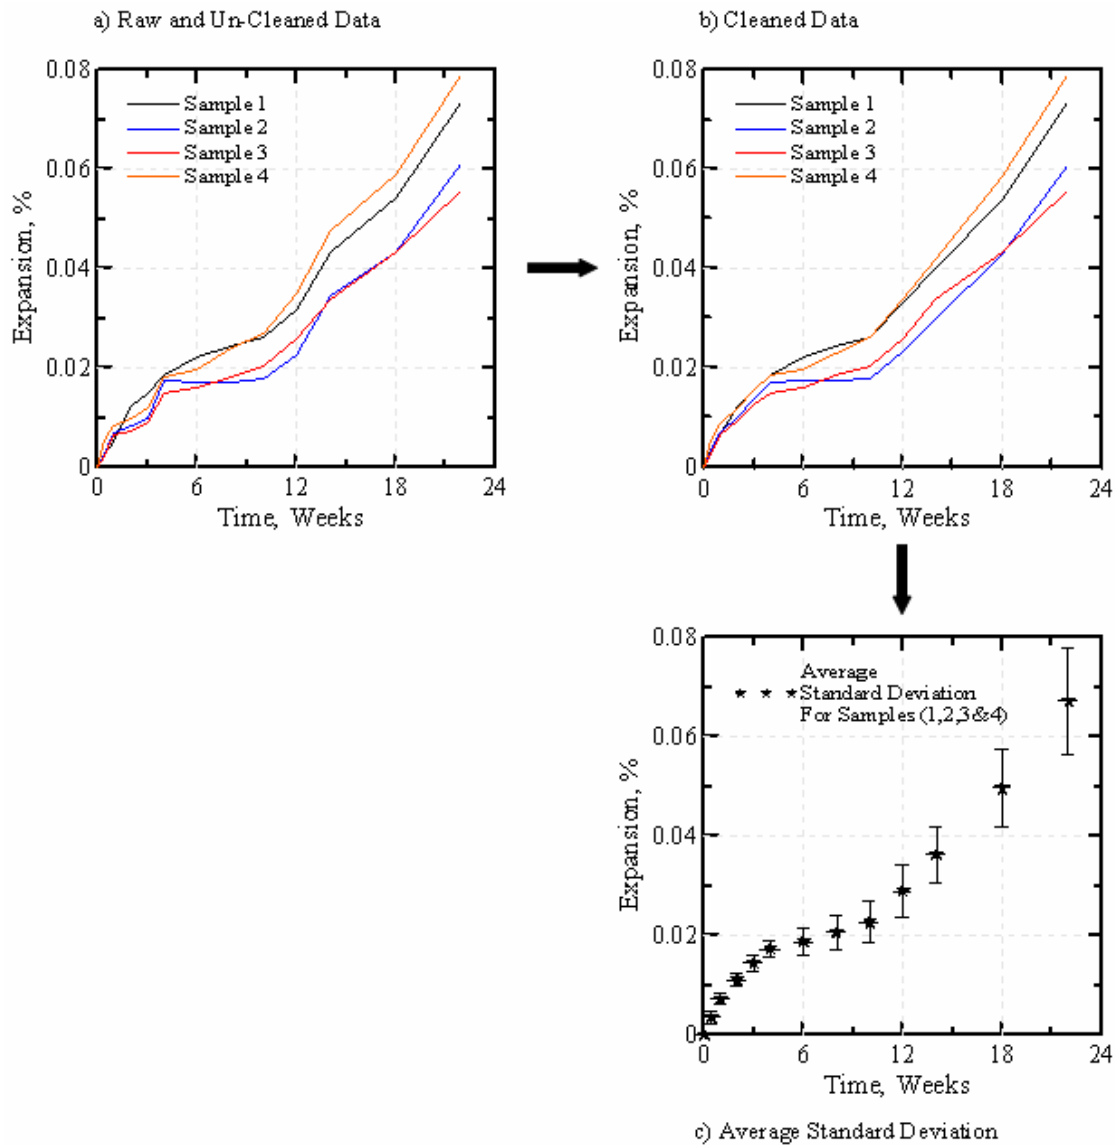 a) Raw and Un-Cleaned Data
0.08
0.06
0.04
0.02
0
Expansion, %
Sample 1
Sample 2
Sample 3
Sample 4
0 6 12 18 24
Time, Weeks
b) Cleaned Data
0.08
0.06
0.04
0.02
0
Expansion, %
Sample 1
Sample 2
Sample 3
Sample 4
0 6 12 18 24
Time, Weeks
0.08
0.06
0.04
0.02
0
Expansion, %
Average
Standard Deviation
For Samples (1,2,3&4)
0 6 12 18 24
Time, Weeks
c) Average Standard Deviation